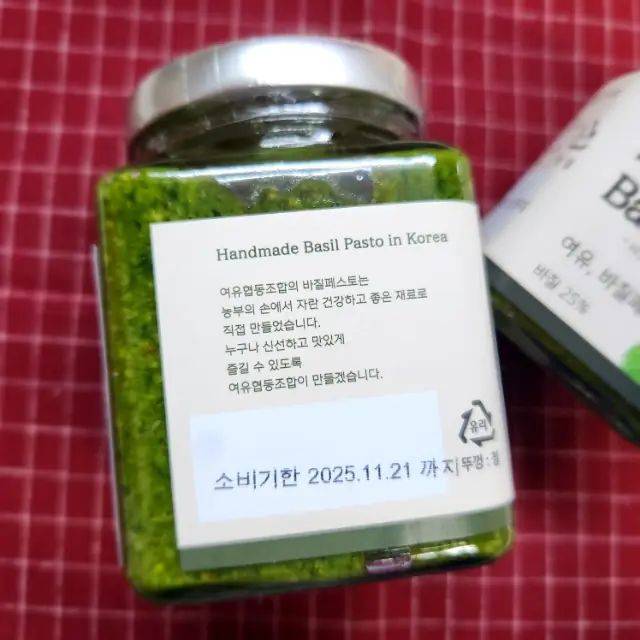 Handmade Basil Pasto in Korea
여유협동조합의 바질페스토는
농부의 손에서 자란 건강하고 좋은 재료로
직접 만들었습니다.
누구나 신선하고 맛있게
즐길 수 있도록
여유협동조합이 만들겠습니다.
유리
소비기한 2025.11.21 까지
뚜껑:철
Ba
여유, 바질페
바질 25%